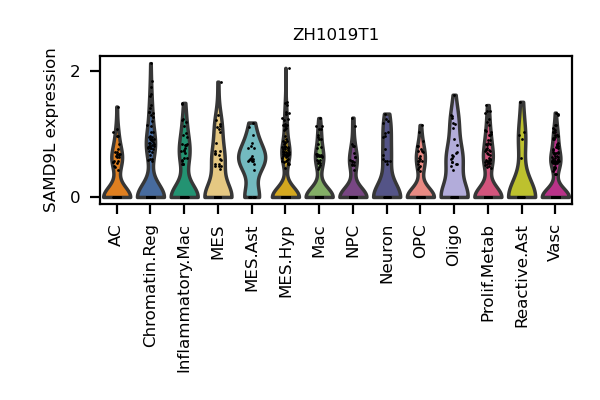 ZH1019T1
SAMD9L expression
2
0
AC
Chromatin.Reg
Inflammatory.Mac
MES
MES.Ast
MES.Hyp
Mac
NPC
Neuron
OPC
Oligo
Prolif.Metab
Reactive.Ast
Vasc